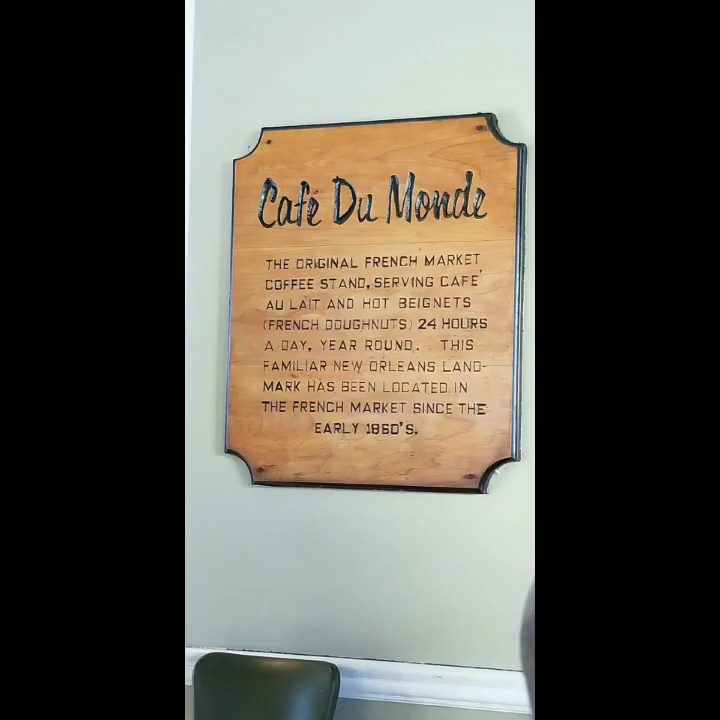 Café Du Monde
THE ORIGINAL FRENCH MARKET
COFFEE STAND, SERVING CAFE'
AU LAIT AND HOT BEIGNETS
(FRENCH DOUGHNUTS) 24 HOURS
A DAY, YEAR ROUND. THIS
FAMILIAR NEW ORLEANS LAND-
MARK HAS BEEN LOCATED IN
THE FRENCH MARKET SINCE THE
EARLY 1860'S.